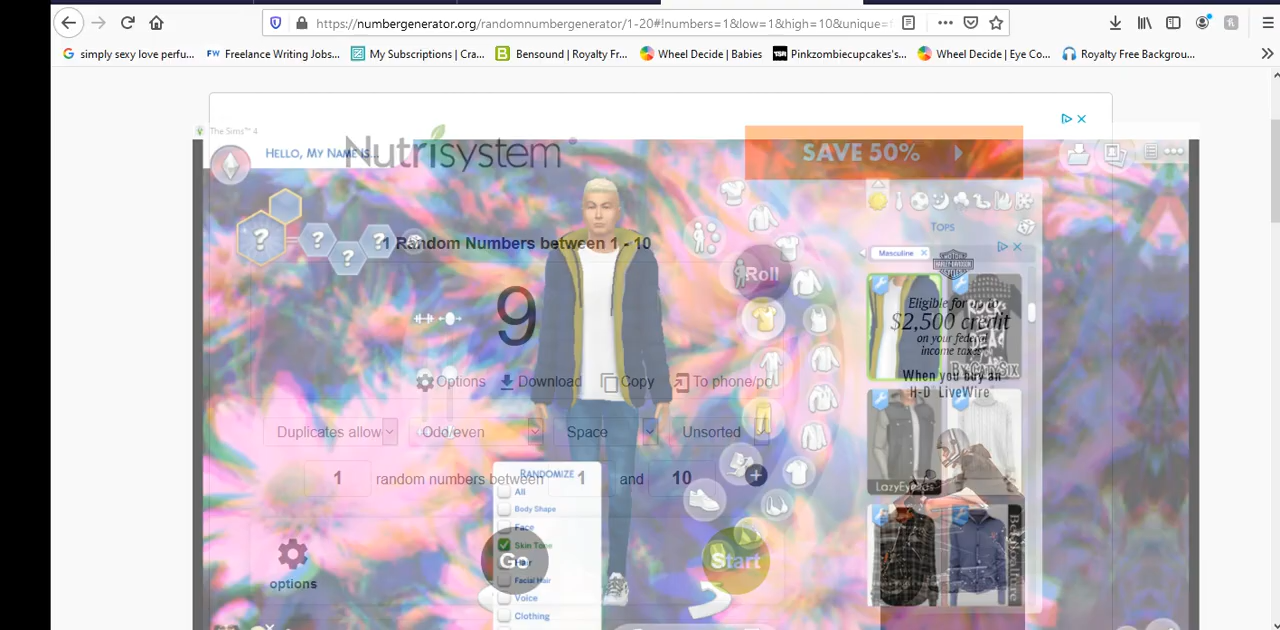 https://numbergenerator.org/randomnumbergenerator/1-20#!numbers=1&low=1&high=10&unique=
simply sexy love perfu... Freelance Writing Jobs... My Subscriptions | Cra... Bensound | Royalty Fr... Wheel Decide | Babies Pinkzombiecupcakes's... Wheel Decide | Eye Co... Royalty Free Backgrou...
The Sims™ 4
Hello, My Name Is...
Nutrisystem
SAVE 50%
Tops
1 Random Numbers between 1 - 10
Masculine
Roll
9
Eligible for up to
$2,500 credit
on your federal
income taxes
When you buy an
H-D LiveWire
Options Download Copy To phone/pc
Duplicates allow Odd/even Space Unsorted
1 random numbers between 1 and 10
Randomize
All
Body Shape
Face
Skin Tone
Hair
Facial Hair
Voice
Clothing
LazyEyelids
options
Go
Start